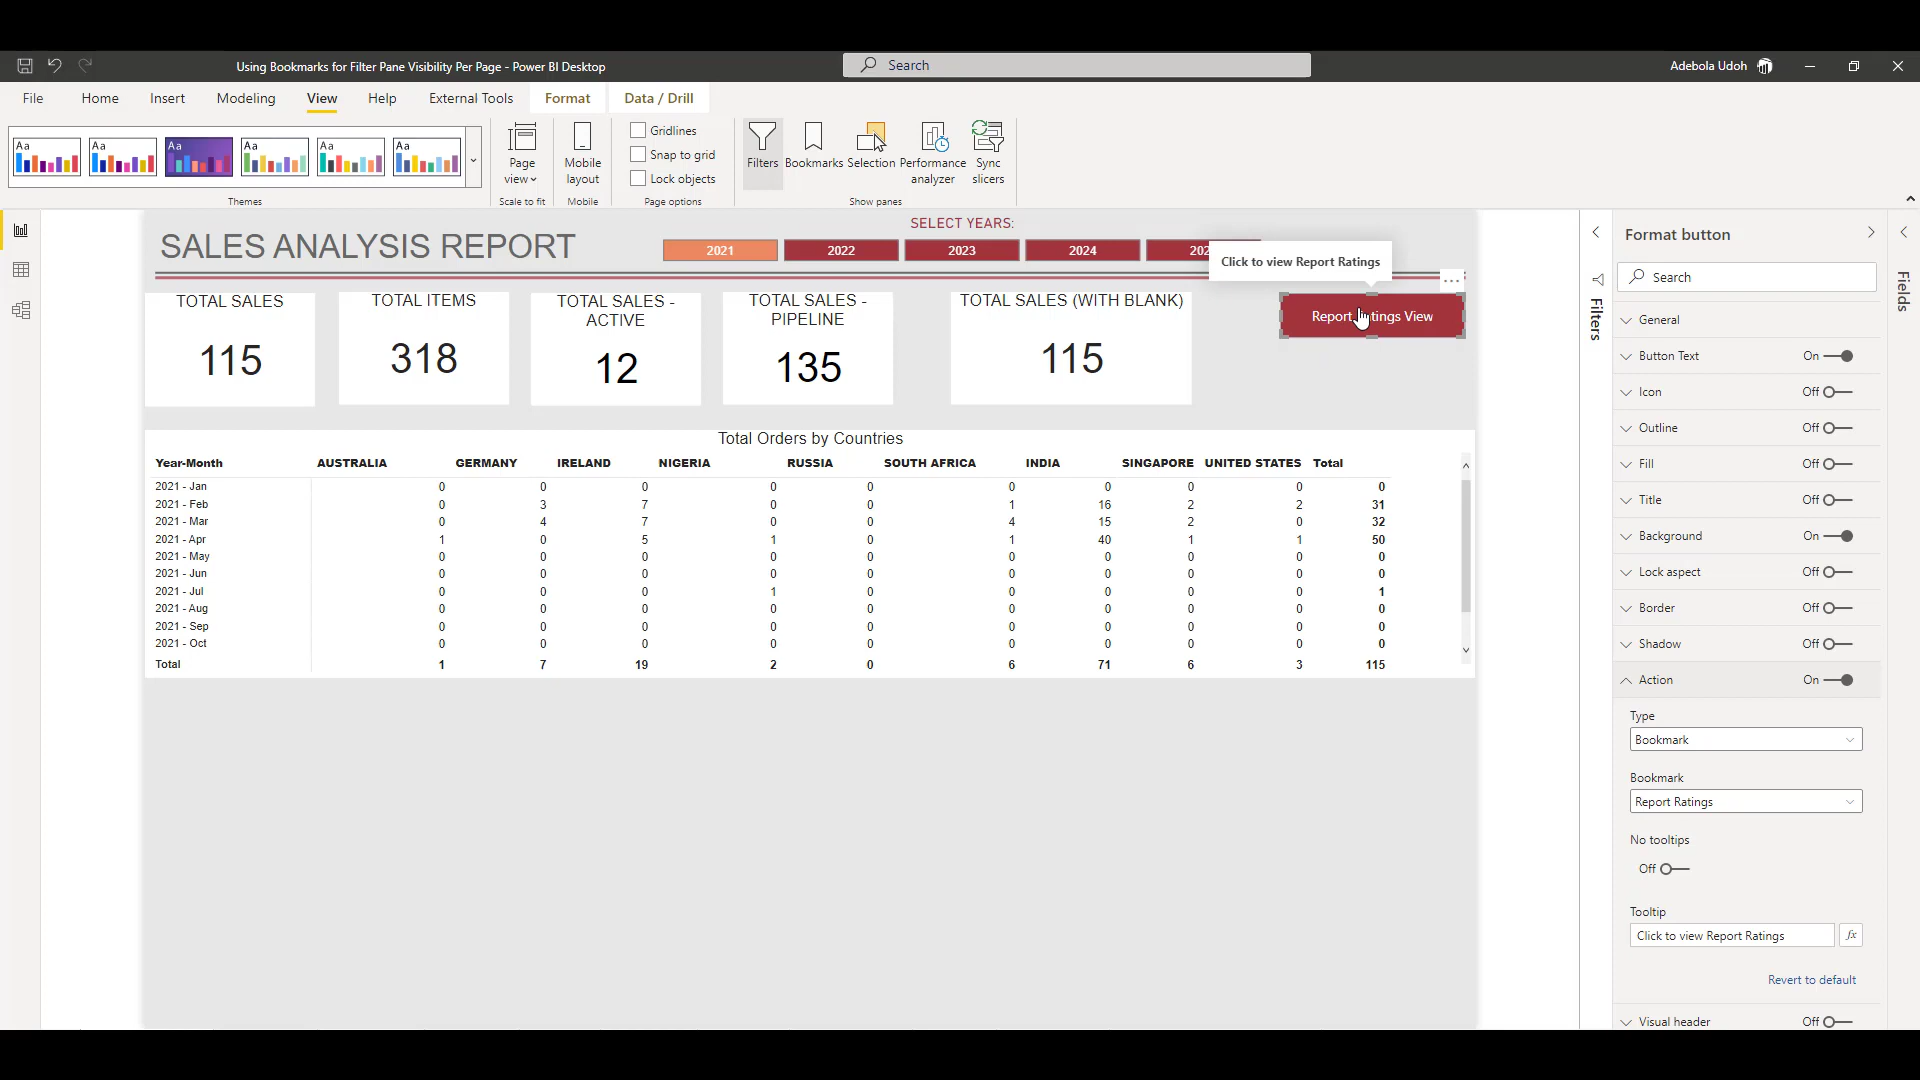 Using Bookmarks for Filter Pane Visibility Per Page - Power BI Desktop
Search
Adebola Udoh
File Home Insert Modeling View Help External Tools Format Data / Drill
Aa Aa Aa Aa Aa Aa
Page view
Mobile layout
Gridlines
Snap to grid
Lock objects
Filters
Bookmarks
Selection
Performance analyzer
Sync slicers
Themes Scale to fit Mobile Page options Show panes
SALES ANALYSIS REPORT
SELECT YEARS:
2021 2022 2023 2024
Click to view Report Ratings
TOTAL SALES
115
TOTAL ITEMS
318
TOTAL SALES -
ACTIVE
12
TOTAL SALES -
PIPELINE
135
TOTAL SALES (WITH BLANK)
115
Report Ratings View
Total Orders by Countries
Year-Month AUSTRALIA GERMANY IRELAND NIGERIA RUSSIA SOUTH AFRICA INDIA SINGAPORE UNITED STATES Total
2021 - Jan 0 0 0 0 0 0 0 0 0 0
2021 - Feb 0 3 7 0 0 1 16 2 2 31
2021 - Mar 0 4 7 0 0 4 15 2 0 32
2021 - Apr 1 0 5 1 0 1 40 1 1 50
2021 - May 0 0 0 0 0 0 0 0 0 0
2021 - Jun 0 0 0 0 0 0 0 0 0 0
2021 - Jul 0 0 0 1 0 0 0 0 0 1
2021 - Aug 0 0 0 0 0 0 0 0 0 0
2021 - Sep 0 0 0 0 0 0 0 0 0 0
2021 - Oct 0 0 0 0 0 0 0 0 0 0
Total 1 7 19 2 0 6 71 6 3 115
Filters
Format button
Search
General
Button Text On
Icon Off
Outline Off
Fill Off
Title Off
Background On
Lock aspect Off
Border Off
Shadow Off
Action On
Type
Bookmark
Bookmark
Report Ratings
No tooltips
Off
Tooltip
Click to view Report Ratings fx
Revert to default
Visual header Off
Fields